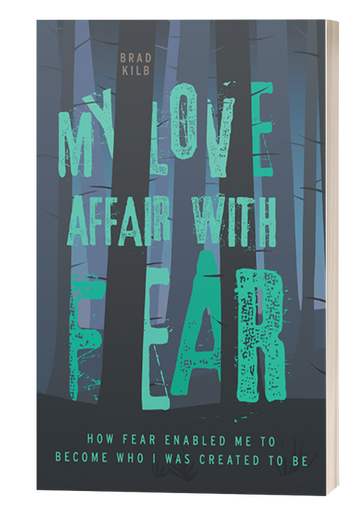 BRAD
KILB
MY LOVE
AFFAIR WITH
FEAR
HOW FEAR ENABLED ME TO
BECOME WHO I WAS CREATED TO BE